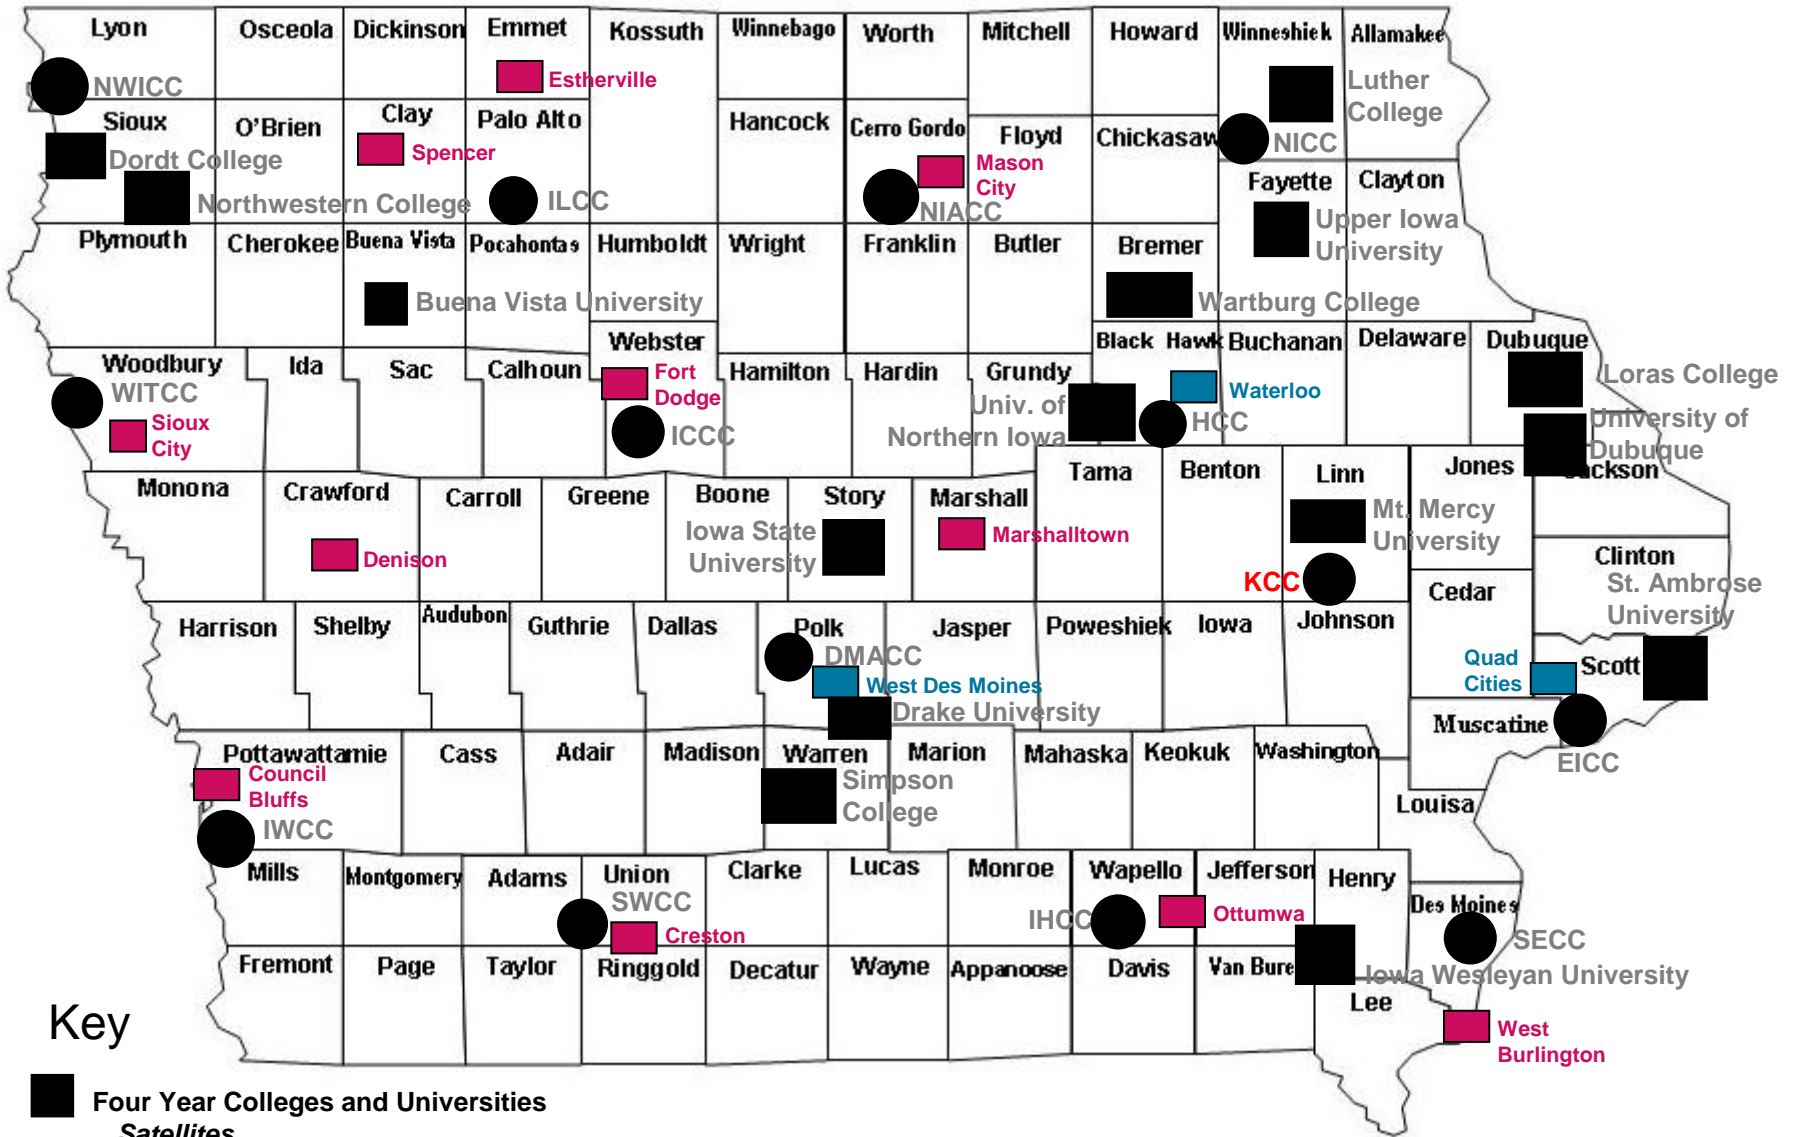 Lyon
Osceola
Dickinson
Emmet
Kossuth
Winnebago
Worth
Mitchell
Howard
Winneshiek
Allamakee
NWICC
Estherville
Luther
College
Sioux
O'Brien
Clay
Palo Alto
Hancock
Cerro Gordo
Floyd
Chickasaw
NICC
Dordt College
Spencer
Mason
City
Northwestern College
ILCC
NIACC
Fayette
Clayton
Upper Iowa
University
Plymouth
Cherokee
Buena Vista
Pocahontas
Humboldt
Wright
Franklin
Butler
Bremer
Buena Vista University
Wartburg College
Woodbury
Ida
Sac
Calhoun
Webster
Hamilton
Hardin
Grundy
Black Hawk
Buchanan
Delaware
Dubuque
WITCC
Sioux
City
Fort
Dodge
ICCC
Univ. of
Northern Iowa
Waterloo
HCC
Loras College
University of
Dubuque
Monona
Crawford
Carroll
Greene
Boone
Story
Marshall
Tama
Benton
Linn
Jones
Jackson
Denison
Iowa State
University
Marshalltown
Mt. Mercy
University
KCC
Clinton
St. Ambrose
University
Cedar
Harrison
Shelby
Audubon
Guthrie
Dallas
Polk
Jasper
Poweshiek
Iowa
Johnson
DMACC
West Des Moines
Drake University
Quad
Cities
Scott
Muscatine
EICC
Pottawattamie
Cass
Adair
Madison
Warren
Marion
Mahaska
Keokuk
Washington
Louisa
Council
Bluffs
IWCC
Simpson
College
Mills
Montgomery
Adams
Union
Clarke
Lucas
Monroe
Wapello
Jefferson
Henry
Des Moines
SWCC
Creston
IHCC
Ottumwa
SECC
Fremont
Page
Taylor
Ringgold
Decatur
Wayne
Appanoose
Davis
Van Bure
Iowa Wesleyan University
Lee
West
Burlington
Key
Four Year Colleges and Universities
Satellites